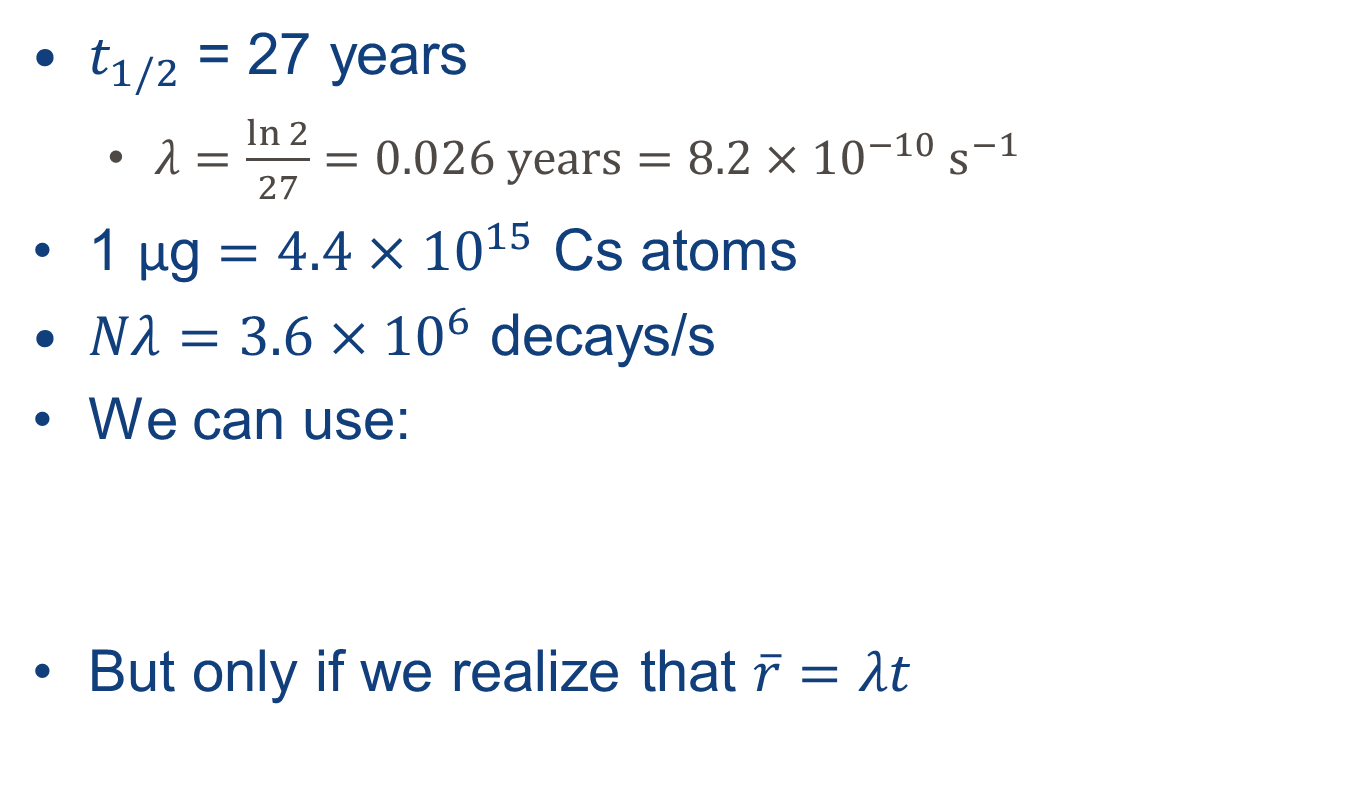 • t₁/₂ = 27 years
• λ = ln 2 / 27 = 0.026 years = 8.2 × 10⁻¹⁰ s⁻¹
• 1 μg = 4.4 × 10¹⁵ Cs atoms
• Nλ = 3.6 × 10⁶ decays/s
• We can use:
• But only if we realize that r̄ = λt